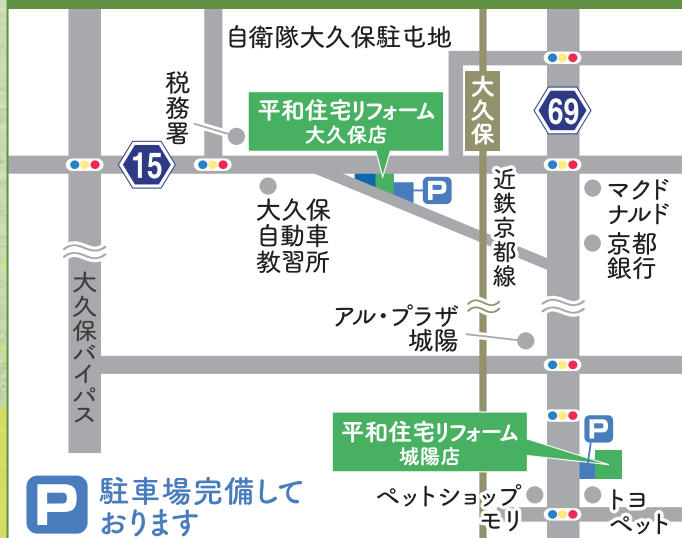 自衛隊大久保駐屯地
税務署
平和住宅リフォーム
大久保店
大久保
69
15
P
大久保
自動車
教習所
近鉄京都線
マクド
ナルド
京都
銀行
大久保バイパス
アル・プラザ
城陽
平和住宅リフォーム
城陽店
P
ペットショップ
モリ
トヨ
ペット
P
駐車場完備して
おります